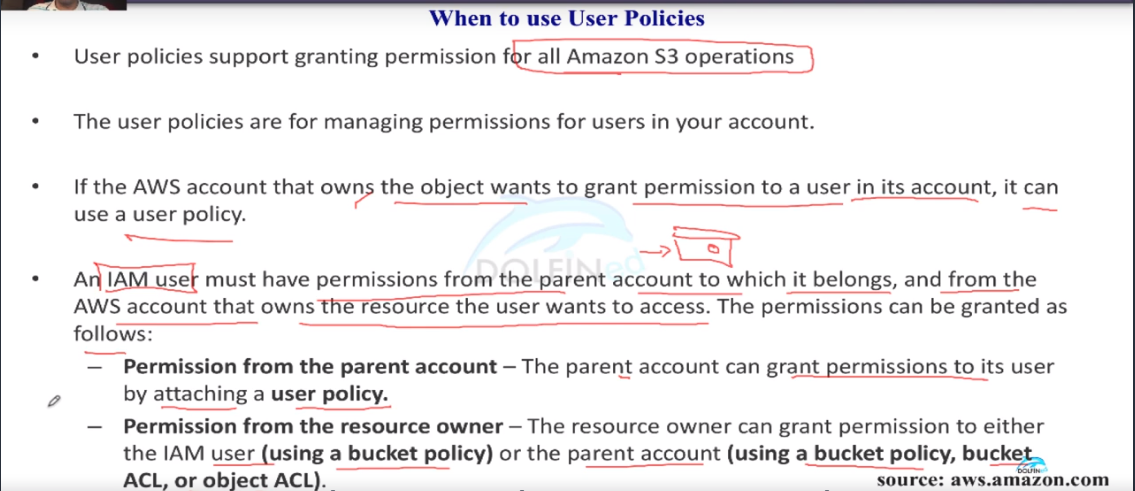 When to use User Policies
• User policies support granting permission for all Amazon S3 operations
• The user policies are for managing permissions for users in your account.
• If the AWS account that owns the object wants to grant permission to a user in its account, it can
use a user policy.
DOLFINed
• An IAM user must have permissions from the parent account to which it belongs, and from the
AWS account that owns the resource the user wants to access. The permissions can be granted as
follows:
– Permission from the parent account – The parent account can grant permissions to its user
by attaching a user policy.
– Permission from the resource owner – The resource owner can grant permission to either
the IAM user (using a bucket policy) or the parent account (using a bucket policy, bucket
ACL, or object ACL).
DOLFIN
source: aws.amazon.com